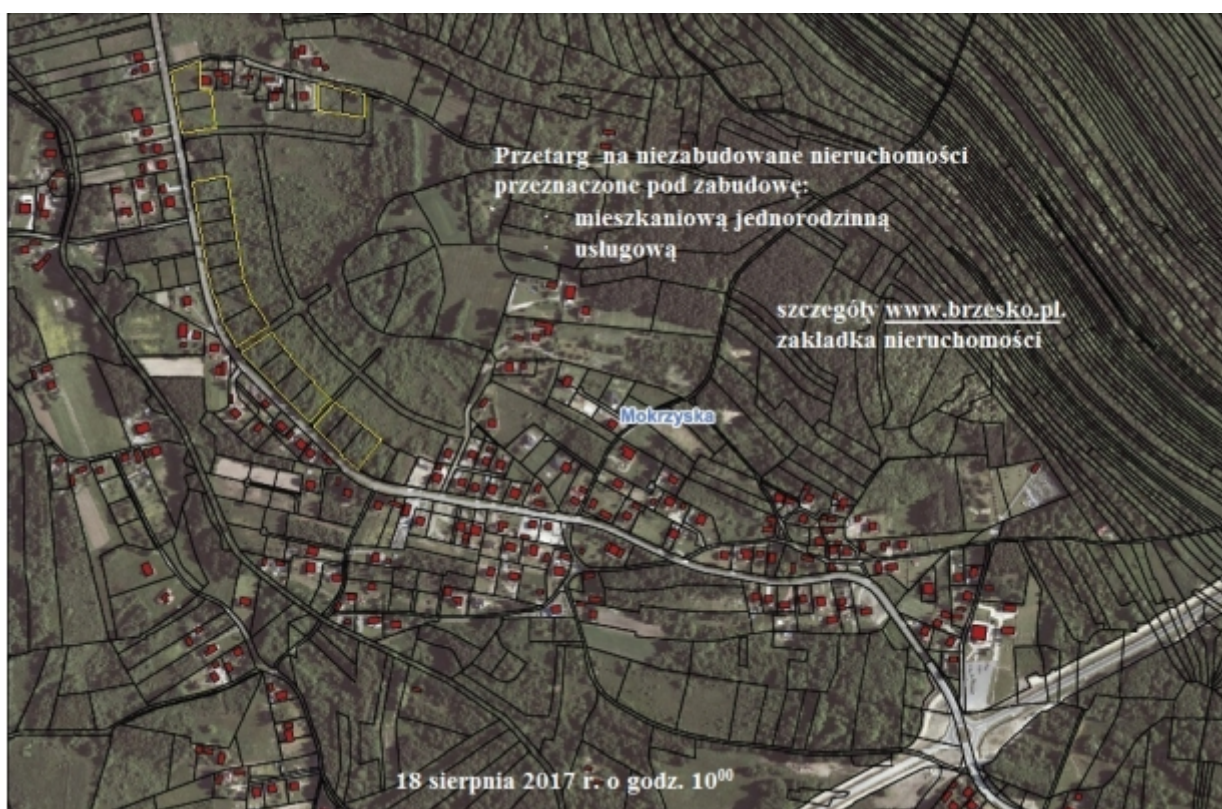 Przetarg na niezabudowane nieruchomości
przeznaczone pod zabudowę:
mieszkaniową jednorodzinną
usługową
szczegóły www.brzesko.pl.
zakładka nieruchomości
Mokrzyska
18 sierpnia 2017 r. o godz. 10⁰⁰